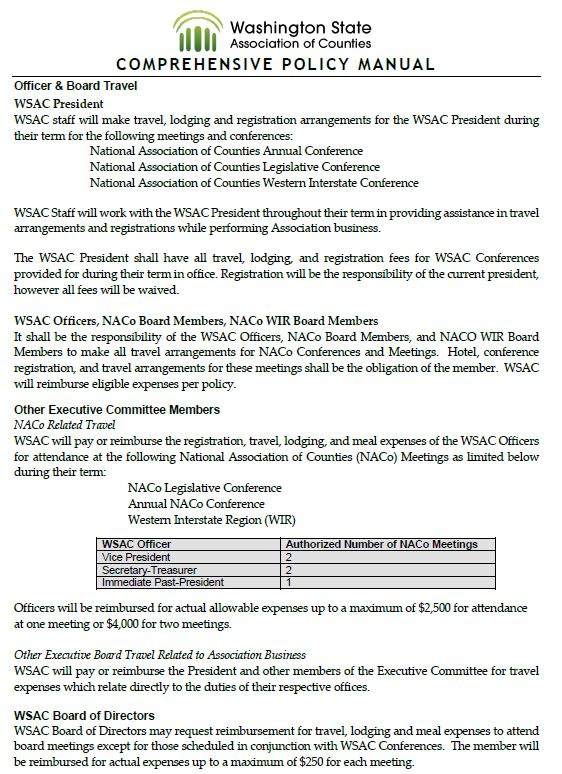 Washington State
Association of Counties
COMPREHENSIVE POLICY MANUAL
Officer & Board Travel
WSAC President
WSAC staff will make travel, lodging and registration arrangements for the WSAC President during
their term for the following meetings and conferences:
National Association of Counties Annual Conference
National Association of Counties Legislative Conference
National Association of Counties Western Interstate Conference
WSAC Staff will work with the WSAC President throughout their term in providing assistance in travel
arrangements and registrations while performing Association business.
The WSAC President shall have all travel, lodging, and registration fees for WSAC Conferences
provided for during their term in office. Registration will be the responsibility of the current president,
however all fees will be waived.
WSAC Officers, NACo Board Members, NACo WIR Board Members
It shall be the responsibility of the WSAC Officers, NACo Board Members, and NACO WIR Board
Members to make all travel arrangements for NACo Conferences and Meetings. Hotel, conference
registration, and travel arrangements for these meetings shall be the obligation of the member. WSAC
will reimburse eligible expenses per policy.
Other Executive Committee Members
NACo Related Travel
WSAC will pay or reimburse the registration, travel, lodging, and meal expenses of the WSAC Officers
for attendance at the following National Association of Counties (NACo) Meetings as limited below
during their term:
NACo Legislative Conference
Annual NACo Conference
Western Interstate Region (WIR)
WSAC Officer Authorized Number of NACo Meetings
Vice President 2
Secretary-Treasurer 2
Immediate Past-President 1
Officers will be reimbursed for actual allowable expenses up to a maximum of $2,500 for attendance
at one meeting or $4,000 for two meetings.
Other Executive Board Travel Related to Association Business
WSAC will pay or reimburse the President and other members of the Executive Committee for travel
expenses which relate directly to the duties of their respective offices.
WSAC Board of Directors
WSAC Board of Directors may request reimbursement for travel, lodging and meal expenses to attend
board meetings except for those scheduled in conjunction with WSAC Conferences. The member will
be reimbursed for actual expenses up to a maximum of $250 for each meeting.